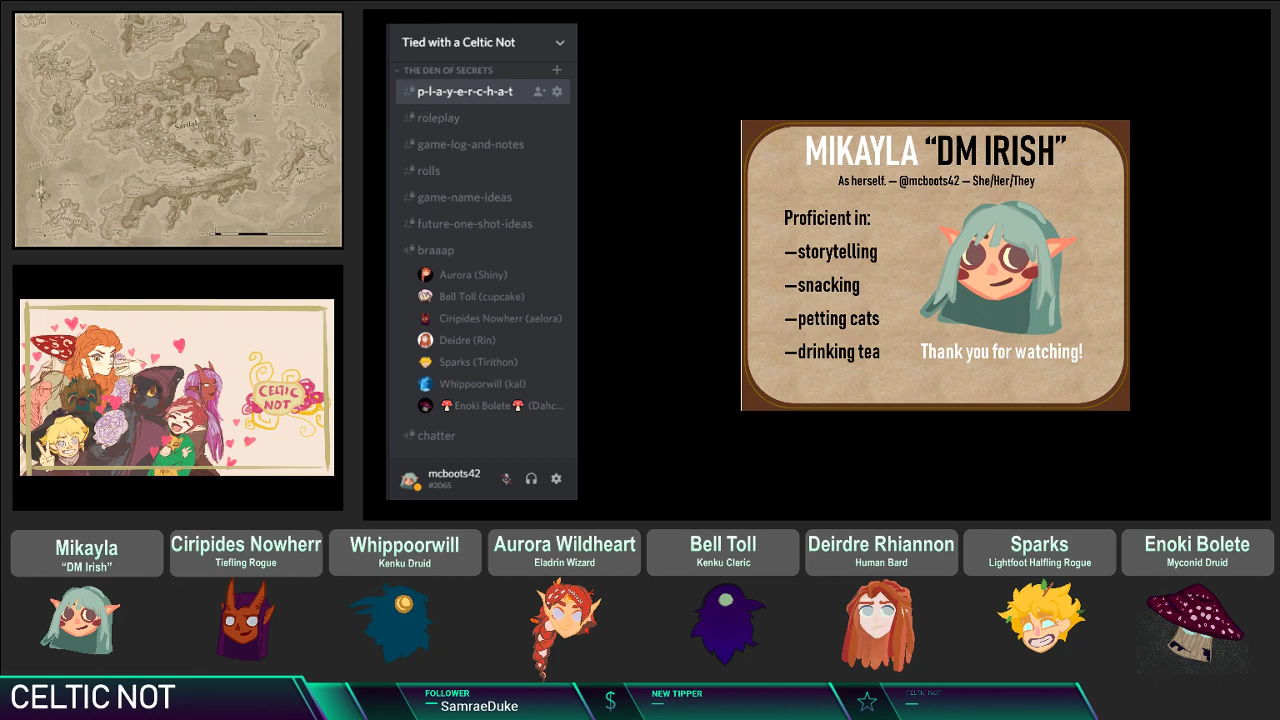 Sardal
CELTIC
NOT
Tied with a Celtic Not
THE DEN OF SECRETS
p-l-a-y-e-r-c-h-a-t
roleplay
game-log-and-notes
rolls
game-name-ideas
future-one-shot-ideas
braaap
Aurora (Shiny)
Bell Toll (cupcake)
Ciripides Nowherr (aelora)
Deidre (Rin)
Sparks (Tirithon)
Whippoorwill (kal)
🍄Enoki Bolete🍄 (Dahc...
chatter
mcboots42
#2065
MIKAYLA “DM IRISH”
As herself. — @mcboots42 — She/Her/They
Proficient in:
—storytelling
—snacking
—petting cats
—drinking tea
Thank you for watching!
Mikayla
“DM Irish”
Ciripides Nowherr
Tiefling Rogue
Whippoorwill
Kenku Druid
Aurora Wildheart
Eladrin Wizard
Bell Toll
Kenku Cleric
Deirdre Rhiannon
Human Bard
Sparks
Lightfoot Halfling Rogue
Enoki Bolete
Myconid Druid
CELTIC NOT
FOLLOWER
SamraeDuke
$
NEW TIPPER
—
CELTIC NOT
—